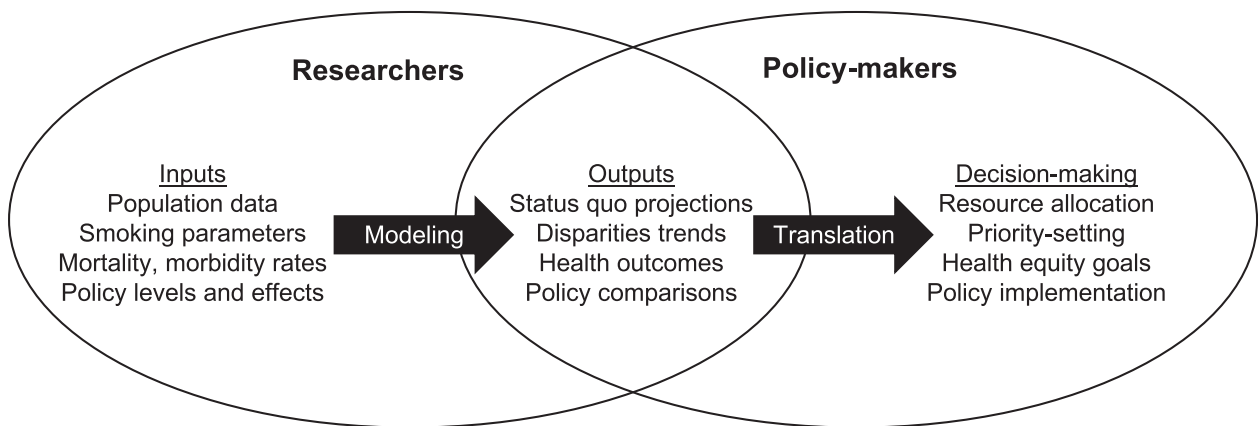 Researchers
Policy-makers
Inputs
Population data
Smoking parameters
Mortality, morbidity rates
Policy levels and effects
Modeling
Outputs
Status quo projections
Disparities trends
Health outcomes
Policy comparisons
Translation
Decision-making
Resource allocation
Priority-setting
Health equity goals
Policy implementation